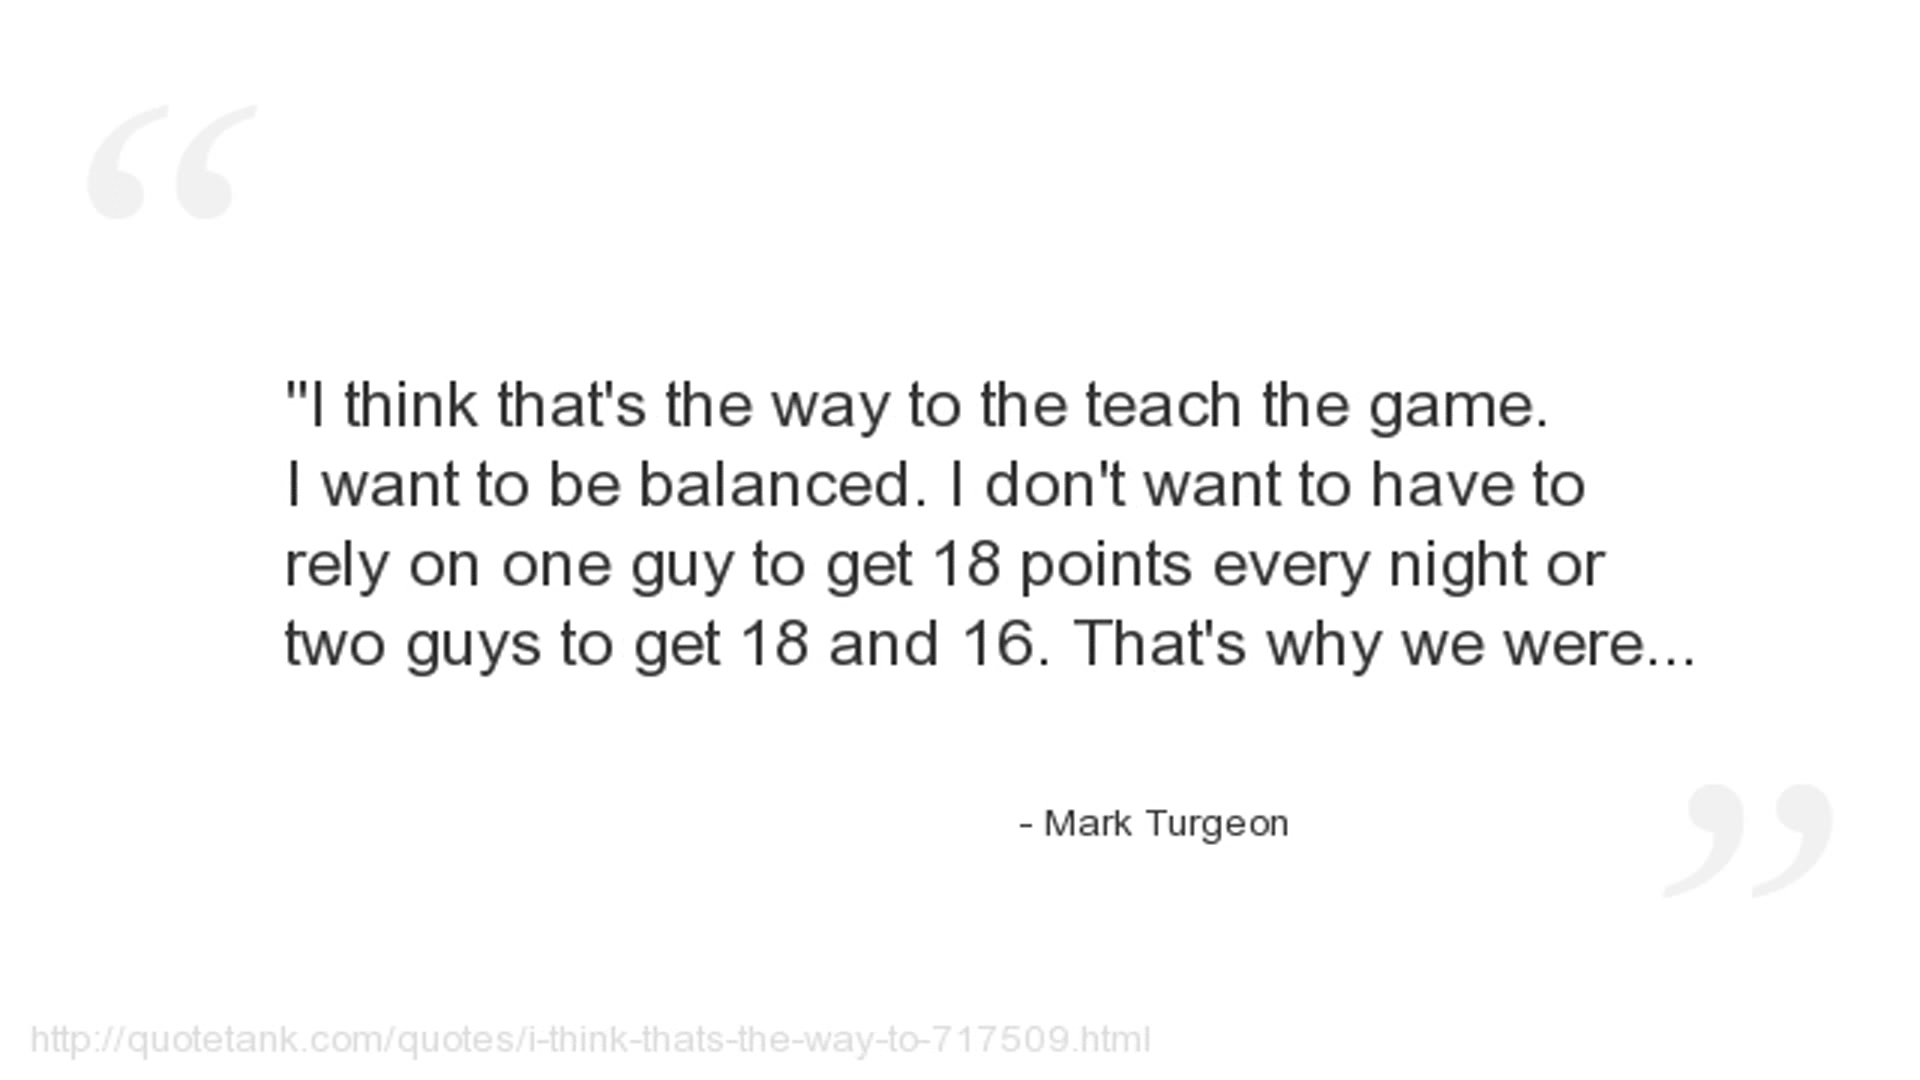 "I think that's the way to the teach the game.
I want to be balanced. I don't want to have to
rely on one guy to get 18 points every night or
two guys to get 18 and 16. That's why we were...
- Mark Turgeon
http://quotetank.com/quotes/i-think-thats-the-way-to-717509.html